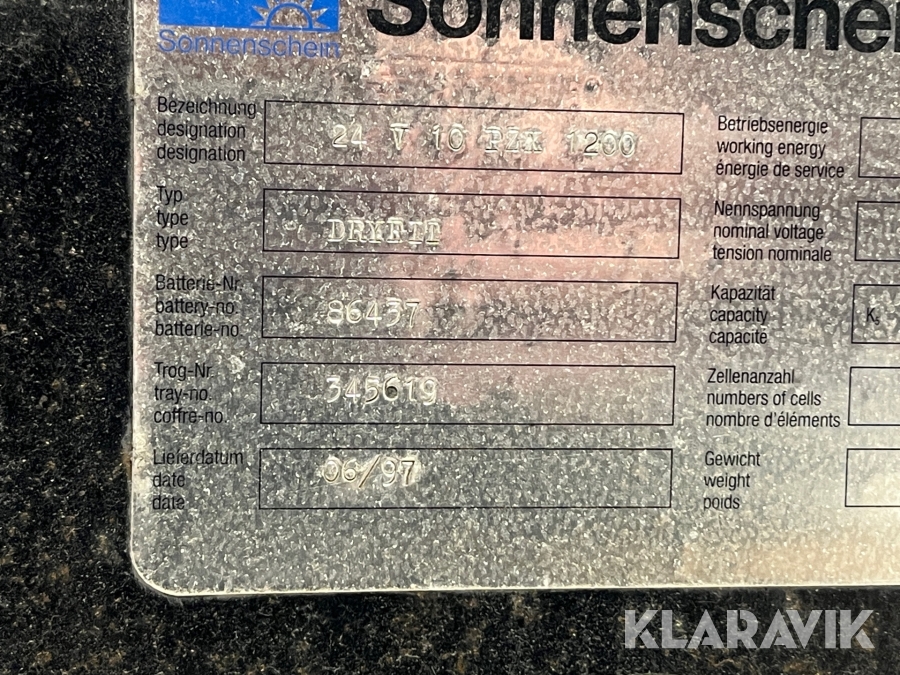 Sonnenschein
Sonnenschei
Bezeichnung
designation
designation
24 V 10 PZK 1200
Typ
type
type
DRYFIT
Batterie-Nr.
battery-no.
batterie-no.
86437
Trog-Nr.
tray-no.
coffre-no.
345619
Lieferdatum
date
date
06/97
Betriebsenergie
working energy
énergie de service
Nennspannung
nominal voltage
tension nominale
Kapazität
capacity
capacité
K5
Zellenanzahl
numbers of cells
nombre d'éléments
Gewicht
weight
poids
KLARAVIK